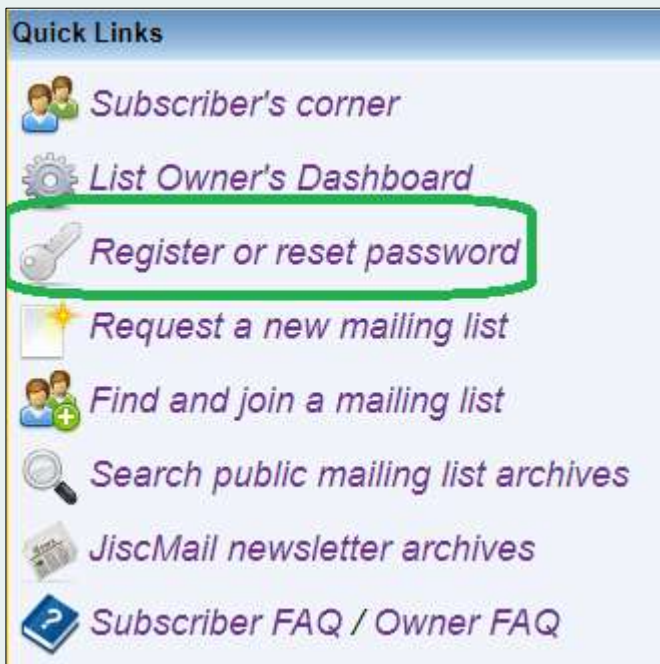 Quick Links
Subscriber's corner
List Owner's Dashboard
Register or reset password
Request a new mailing list
Find and join a mailing list
Search public mailing list archives
JiscMail newsletter archives
Subscriber FAQ / Owner FAQ